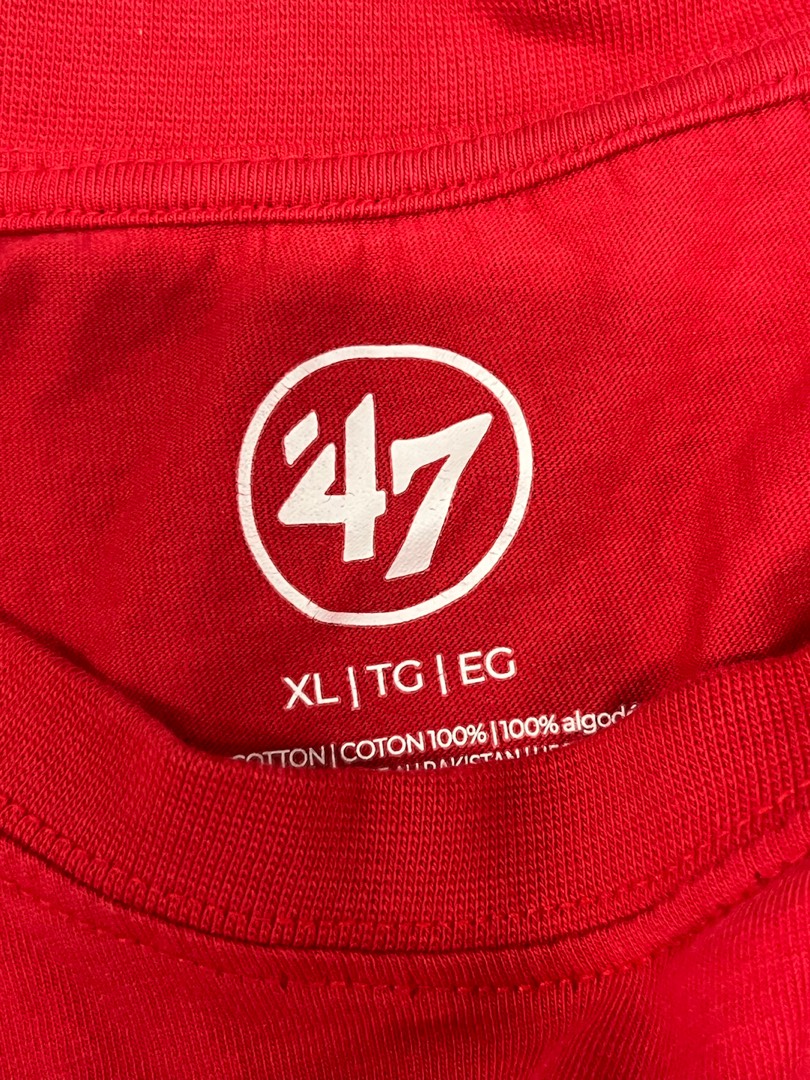 '47
XL | TG | EG
COTTON | COTON 100% | 100% algod
PAKISTAN |